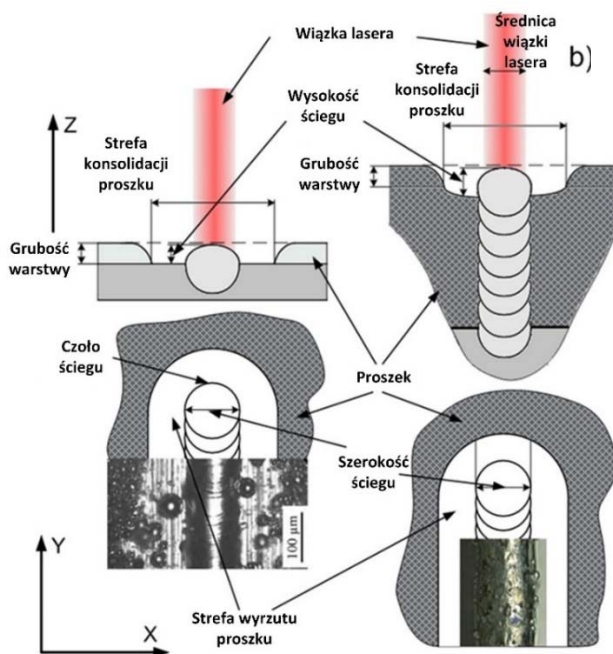 Wiązka lasera
Średnica
wiązki
lasera
b)
Strefa
konsolidacji
proszku
Wysokość
ściegu
Z
Strefa
konsolidacji
proszku
Grubość
warstwy
Grubość
warstwy
Czoło
ściegu
Proszek
Szerokość
ściegu
100 µm
Y
Strefa wyrzutu
proszku
X